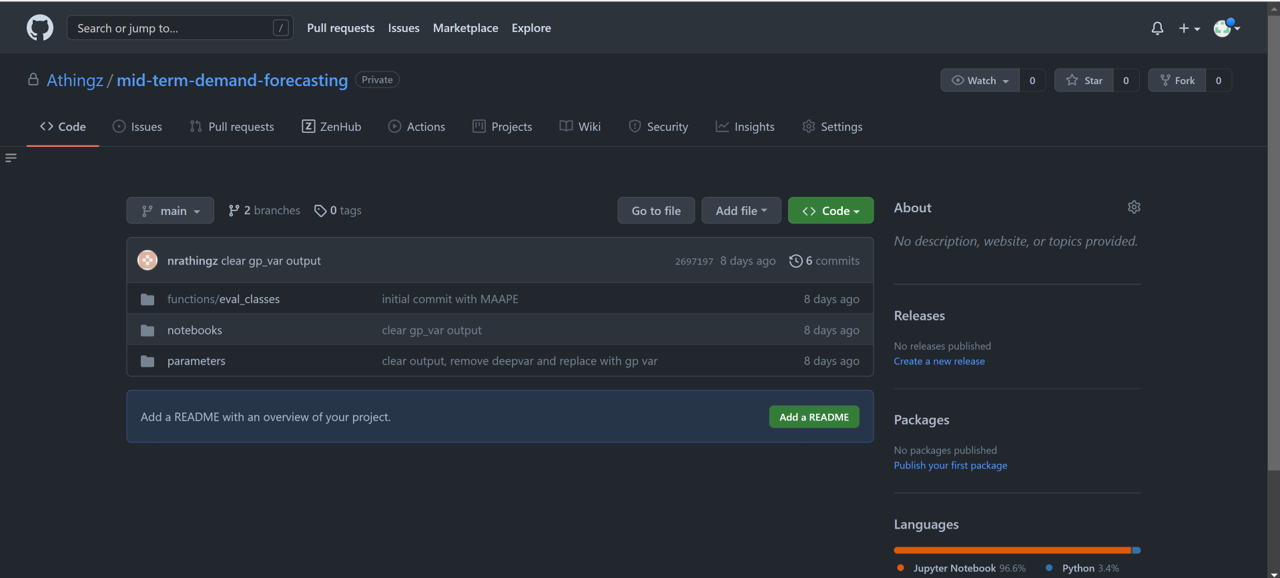 Search or jump to... / Pull requests Issues Marketplace Explore
Athingz / mid-term-demand-forecasting Private Watch 0 Star 0 Fork 0
Code Issues Pull requests ZenHub Actions Projects Wiki Security Insights Settings
main 2 branches 0 tags Go to file Add file Code
nrathingz clear gp_var output 2697197 8 days ago 6 commits
functions/eval_classes initial commit with MAAPE 8 days ago
notebooks clear gp_var output 8 days ago
parameters clear output, remove deepvar and replace with gp var 8 days ago
Add a README with an overview of your project. Add a README
About
No description, website, or topics provided.
Releases
No releases published
Create a new release
Packages
No packages published
Publish your first package
Languages
Jupyter Notebook 96.6% Python 3.4%